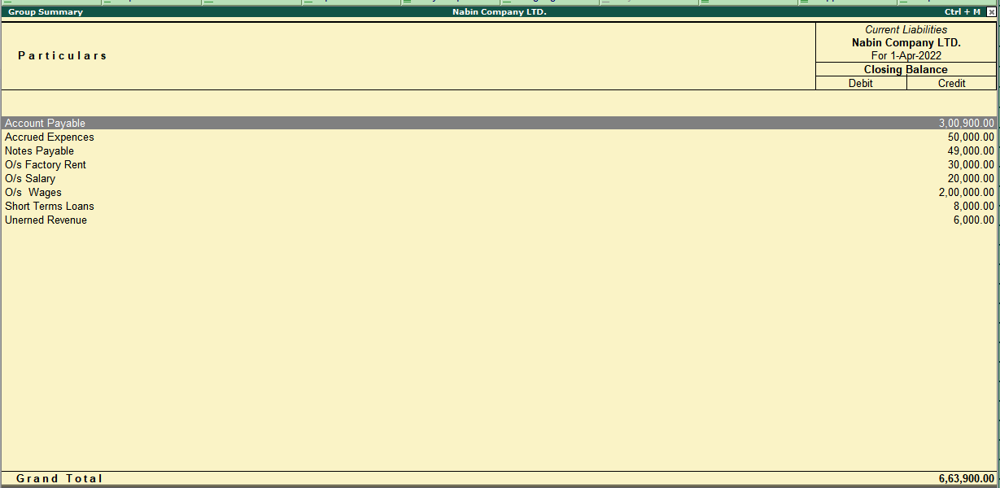 Group Summary Nabin Company LTD. Ctrl + M
Current Liabilities
Nabin Company LTD.
Particulars For 1-Apr-2022
Closing Balance
Debit Credit
Account Payable 3,00,900.00
Accrued Expences 50,000.00
Notes Payable 49,000.00
O/s Factory Rent 30,000.00
O/s Salary 20,000.00
O/s Wages 2,00,000.00
Short Terms Loans 8,000.00
Unerned Revenue 6,000.00
Grand Total 6,63,900.00